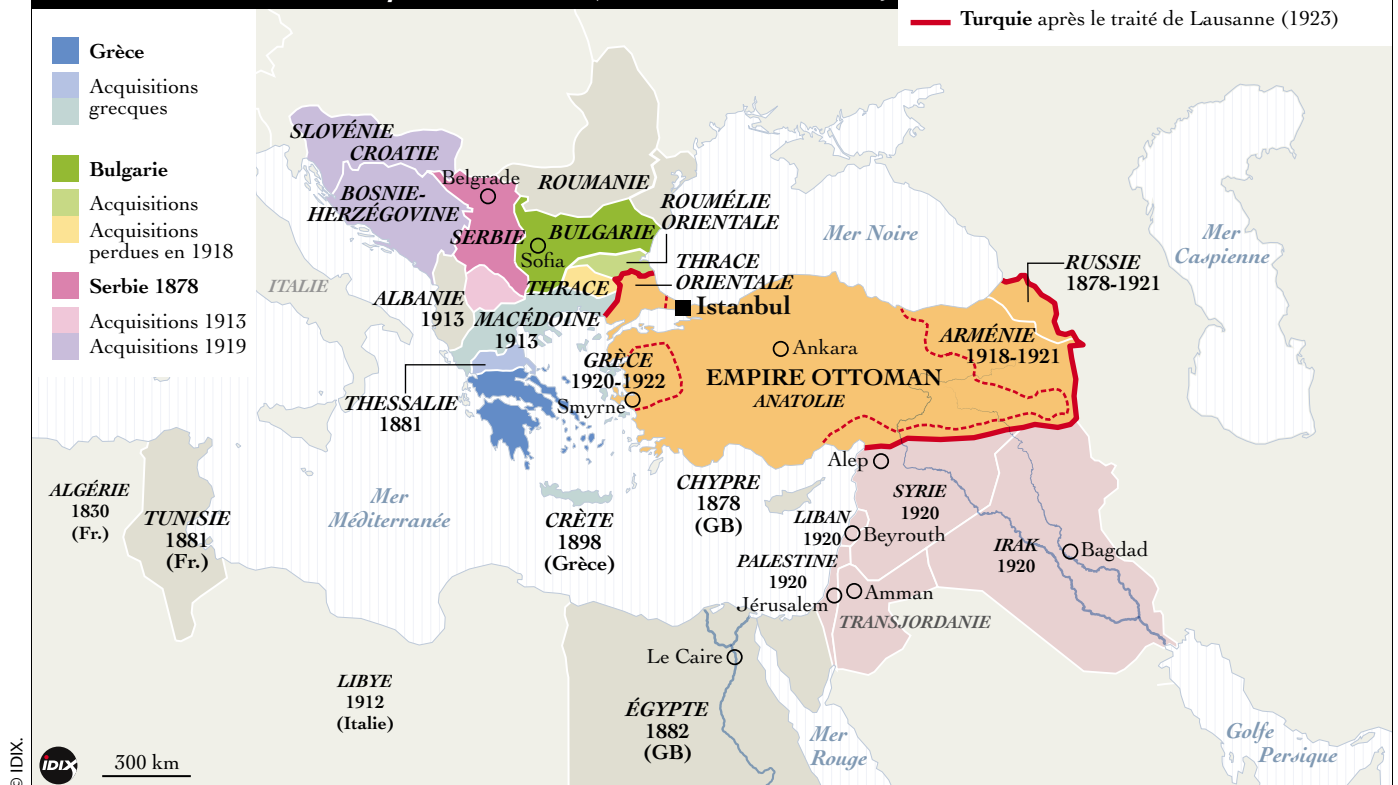 Turquie après le traité de Lausanne (1923)
Grèce
Acquisitions
grecques
Bulgarie
Acquisitions
Acquisitions
perdues en 1918
Serbie 1878
Acquisitions 1913
Acquisitions 1919
SLOVÉNIE
CROATIE
Belgrade
BOSNIE-
HERZÉGOVINE
ROUMANIE
ROUMÉLIE
ORIENTALE
SERBIE
BULGARIE
Sofia
Mer Noire
Mer
Caspienne
THRACE
ORIENTALE
RUSSIE
1878-1921
ITALIE
ALBANIE
1913
THRACE
MACÉDOINE
1913
Istanbul
ARMÉNIE
1918-1921
Ankara
GRÈCE
1920-1922
EMPIRE OTTOMAN
ANATOLIE
Smyrne
THESSALIE
1881
Alep
ALGÉRIE
1830
(Fr.)
TUNISIE
1881
(Fr.)
Mer
Méditerranée
CRÈTE
1898
(Grèce)
CHYPRE
1878
(GB)
SYRIE
1920
LIBAN
1920
Beyrouth
IRAK
1920
Bagdad
PALESTINE
1920
Jérusalem
Amman
TRANSJORDANIE
Le Caire
LIBYE
1912
(Italie)
ÉGYPTE
1882
(GB)
Mer
Rouge
Golfe
Persique
IDIX
300 km
© IDIX.